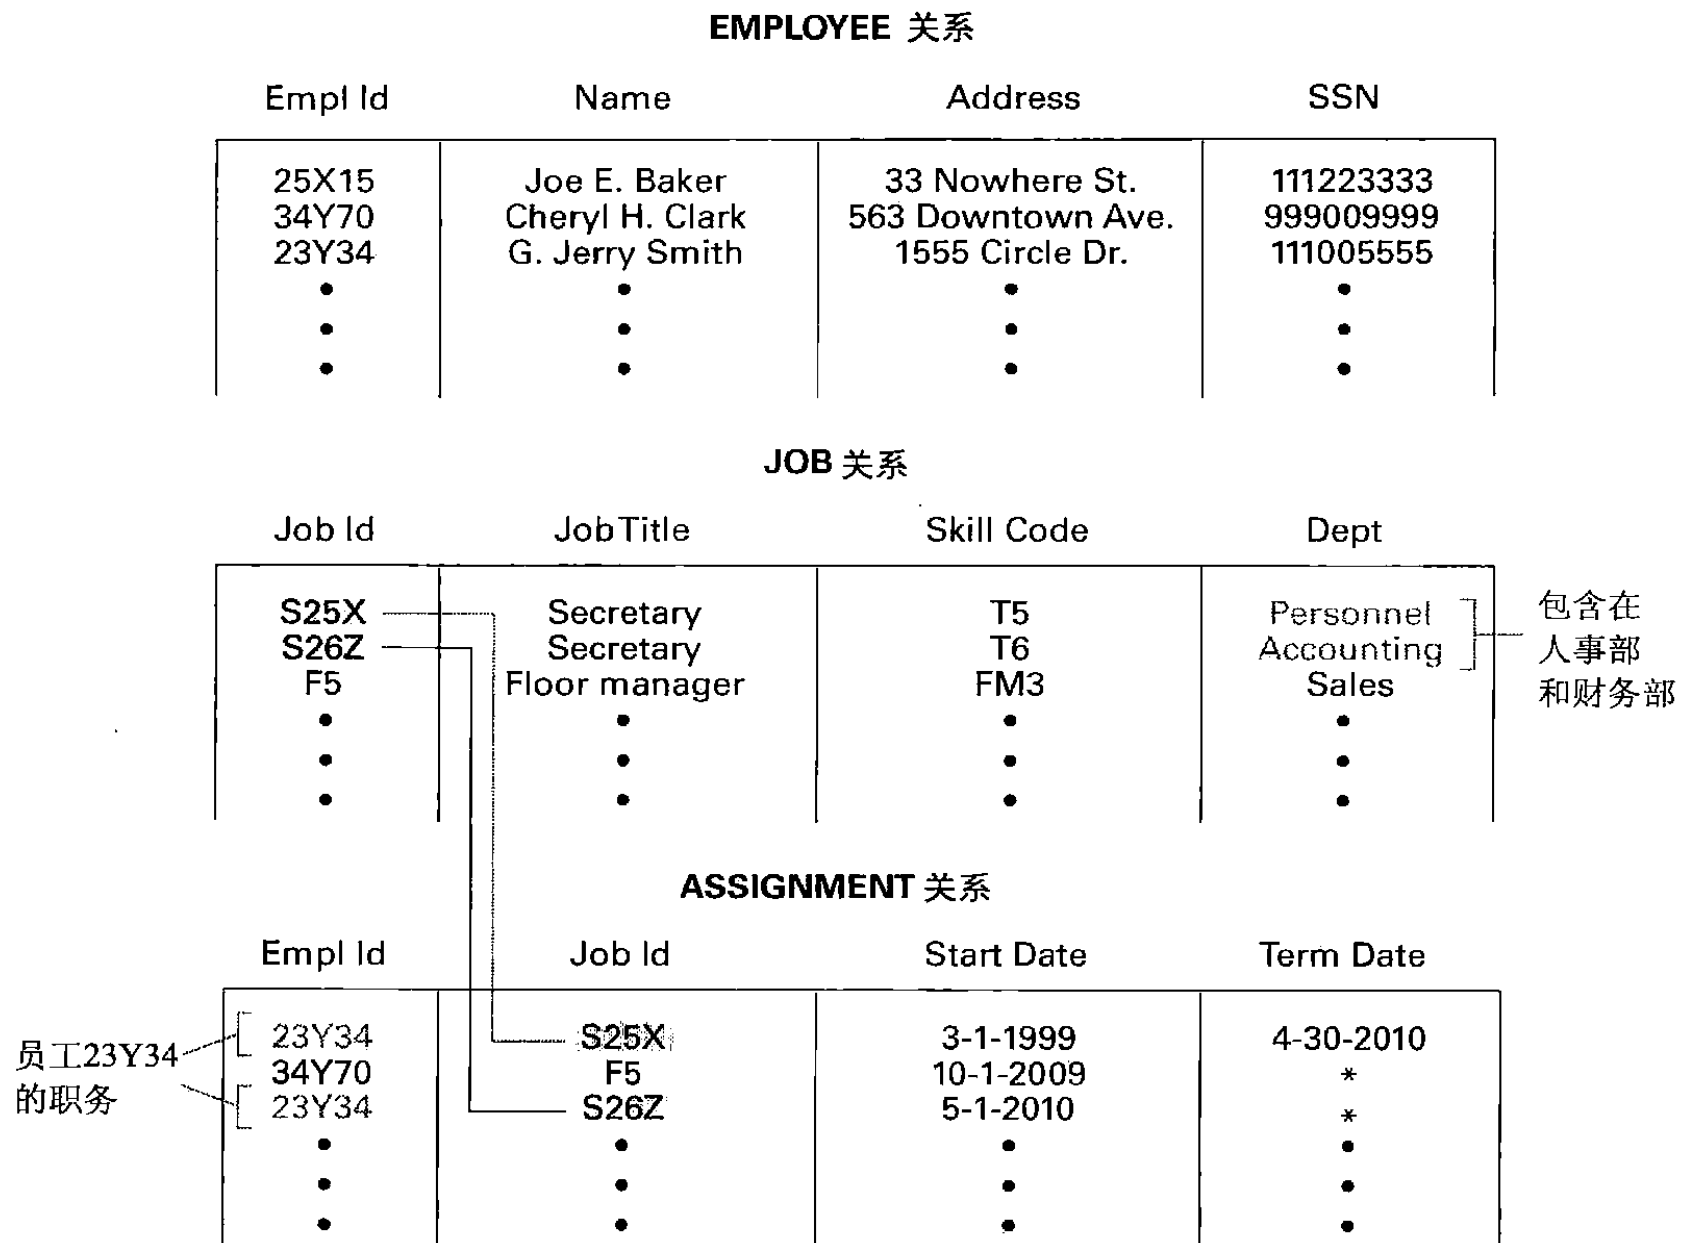 EMPLOYEE 关系
Empl Id Name Address SSN
25X15 Joe E. Baker 33 Nowhere St. 111223333
34Y70 Cheryl H. Clark 563 Downtown Ave. 999009999
23Y34 G. Jerry Smith 1555 Circle Dr. 111005555
JOB 关系
Job Id Job Title Skill Code Dept
S25X Secretary T5 Personnel
S26Z Secretary T6 Accounting
F5 Floor manager FM3 Sales
包含在
人事部
和财务部
ASSIGNMENT 关系
Empl Id Job Id Start Date Term Date
23Y34 S25X 3-1-1999 4-30-2010
34Y70 F5 10-1-2009 *
23Y34 S26Z 5-1-2010 *
员工23Y34
的职务